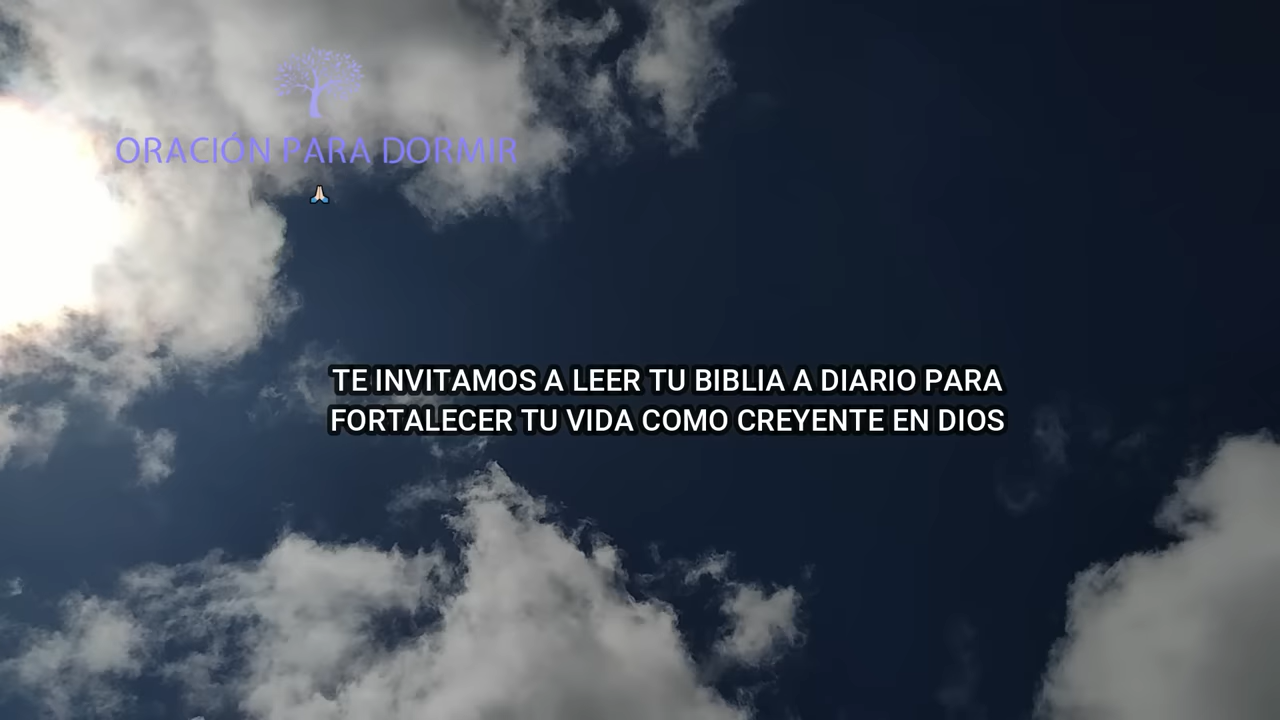 ORACIÓN PARA DORMIR
🙏🏻
TE INVITAMOS A LEER TU BIBLIA A DIARIO PARA
FORTALECER TU VIDA COMO CREYENTE EN DIOS